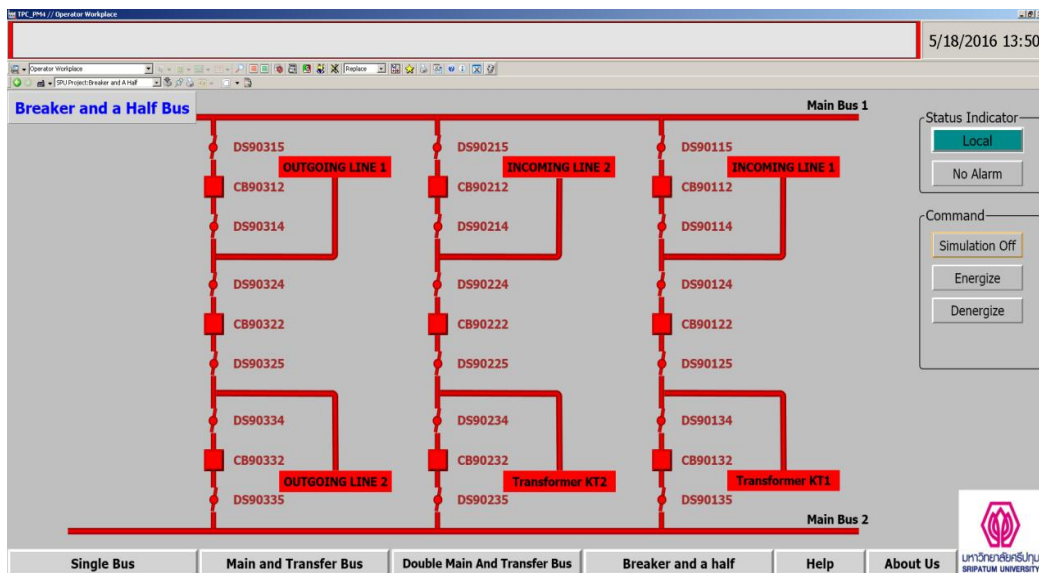 TPC_PM4 // Operator Workplace
5/18/2016 13:50
Operator Workplace
Replace
SPU Project:Breaker and A Half
Breaker and a Half Bus
Main Bus 1
Status Indicator
Local
No Alarm
Command
Simulation Off
Energize
Denergize
DS90315
DS90215
DS90115
OUTGOING LINE 1
INCOMING LINE 2
INCOMING LINE 1
CB90312
CB90212
CB90112
DS90314
DS90214
DS90114
DS90324
DS90224
DS90124
CB90322
CB90222
CB90122
DS90325
DS90225
DS90125
DS90334
DS90234
DS90134
CB90332
CB90232
CB90132
OUTGOING LINE 2
Transformer KT2
Transformer KT1
DS90335
DS90235
DS90135
Main Bus 2
Single Bus
Main and Transfer Bus
Double Main And Transfer Bus
Breaker and a half
Help
About Us
มหาวิทยาลัยศรีปทุม
SRIPATUM UNIVERSITY